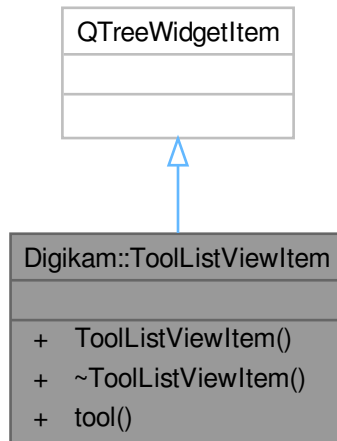 QTreeWidgetItem
Digikam::ToolListViewItem
+ ToolListViewItem()
+ ~ToolListViewItem()
+ tool()